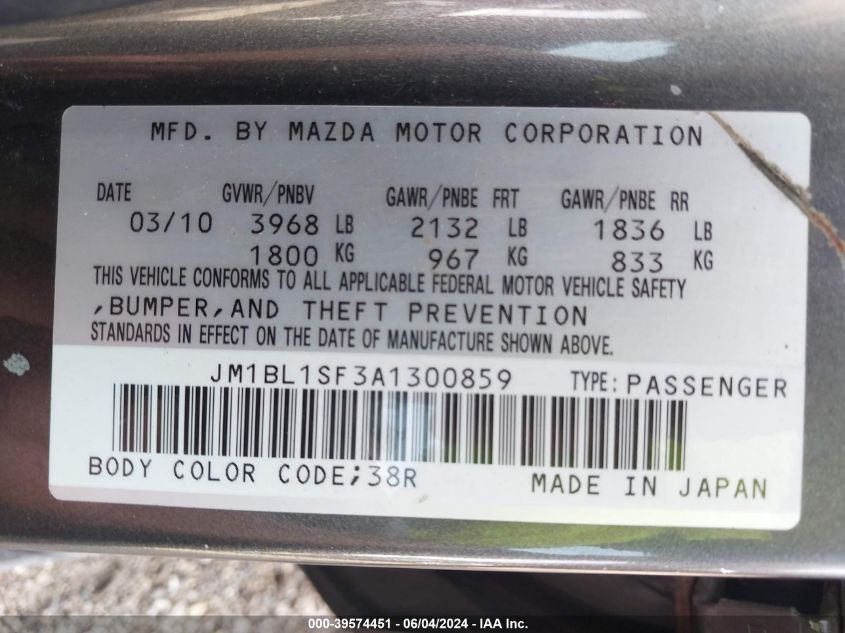 MFD. BY MAZDA MOTOR CORPORATION
DATE GVWR/PNBV GAWR/PNBE FRT GAWR/PNBE RR
03/10 3968 LB 2132 LB 1836 LB
1800 KG 967 KG 833 KG
THIS VEHICLE CONFORMS TO ALL APPLICABLE FEDERAL MOTOR VEHICLE SAFETY
,BUMPER,AND THEFT PREVENTION
STANDARDS IN EFFECT ON THE DATE OF MANUFACTURE SHOWN ABOVE.
JM1BL1SF3A1300859 TYPE:PASSENGER
BODY COLOR CODE;38R MADE IN JAPAN
000-39574451 - 06/04/2024 - IAA Inc.